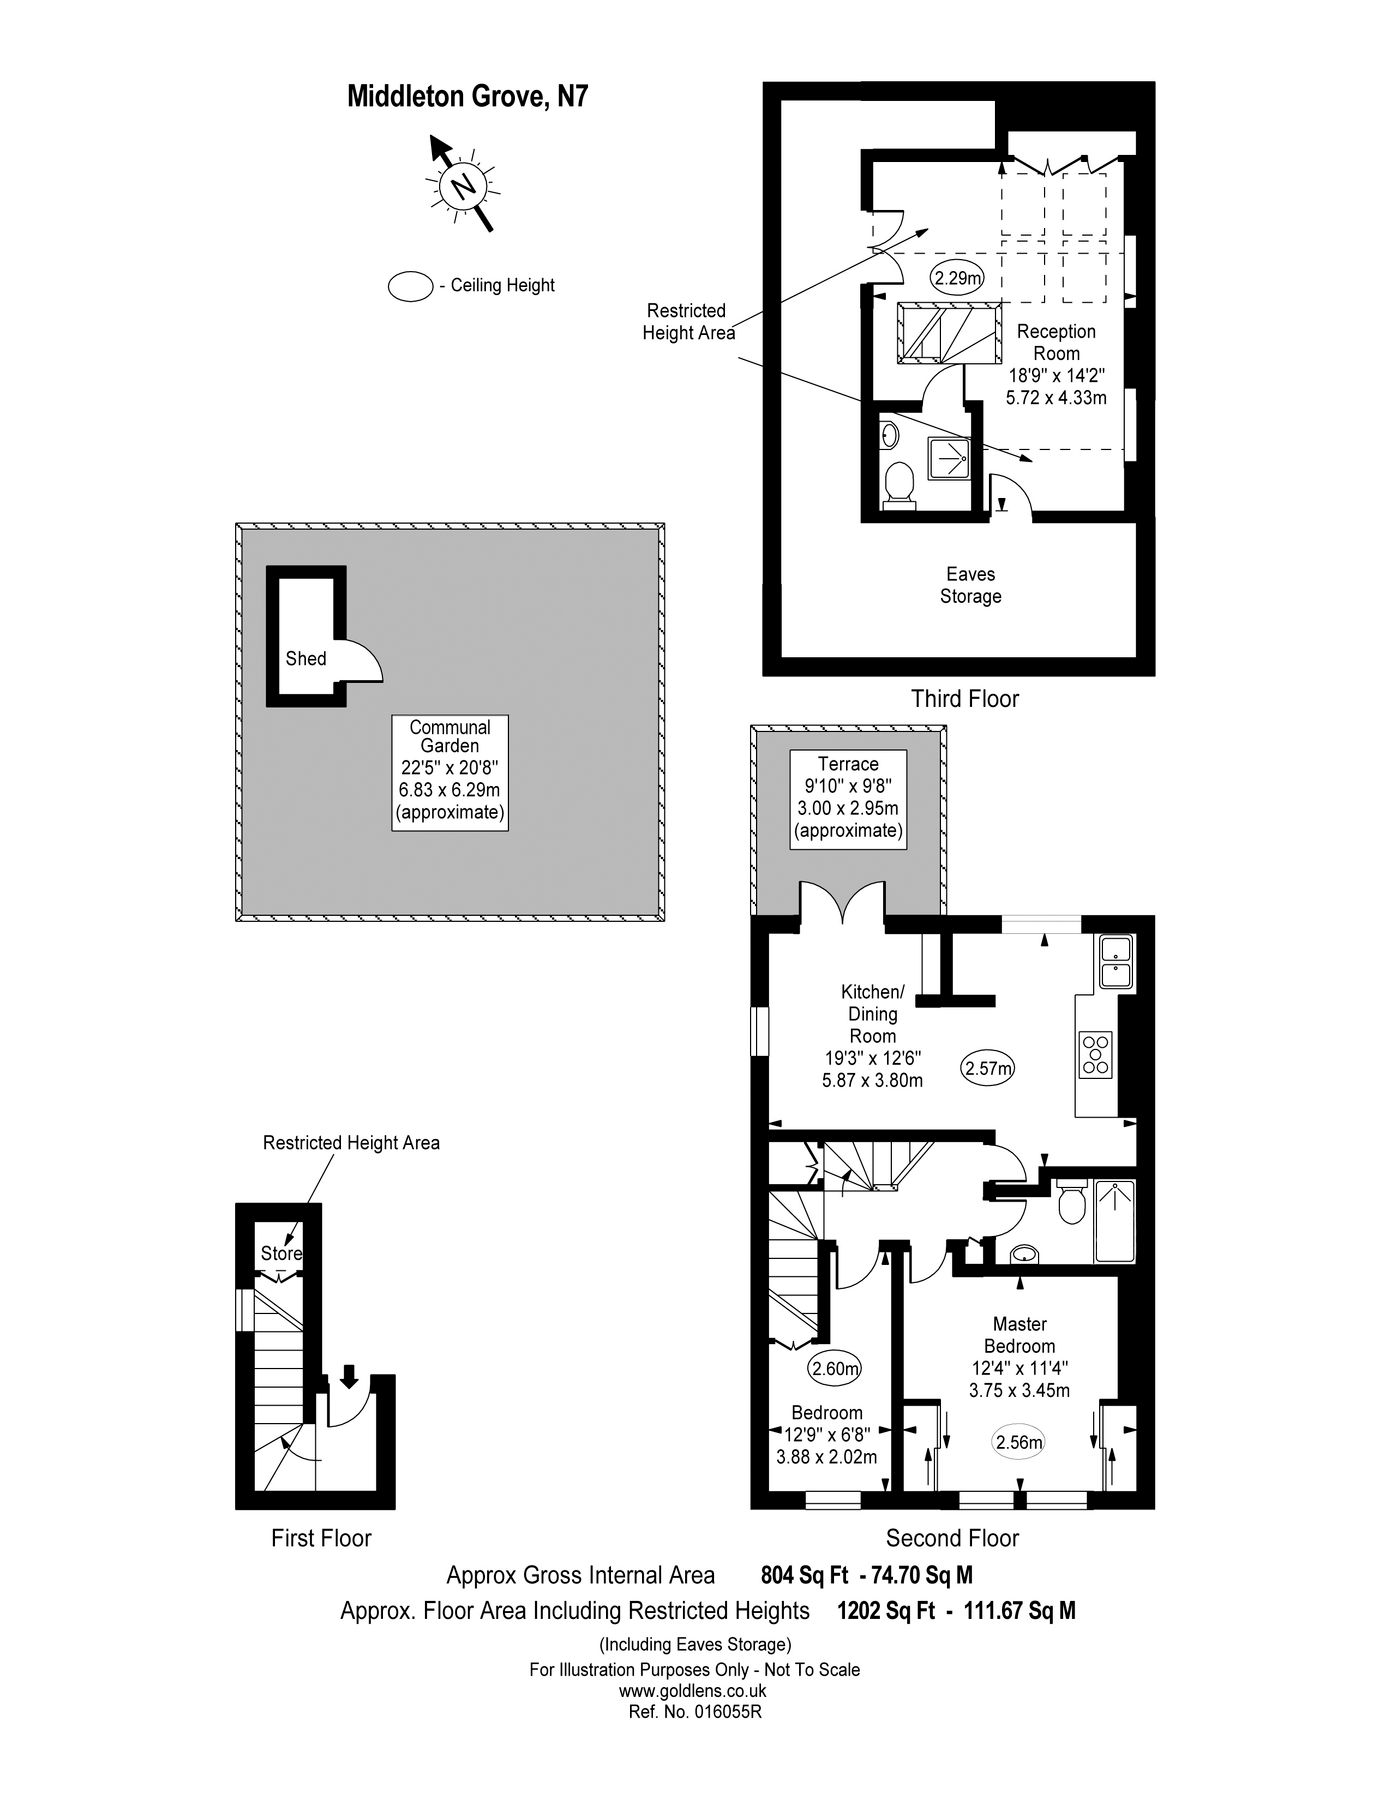 Middleton Grove, N7
N
- Ceiling Height
2.29m
Restricted
Height Area
Reception
Room
18'9" x 14'2"
5.72 x 4.33m
Eaves
Storage
Third Floor
Shed
Communal
Garden
22'5" x 20'8"
6.83 x 6.29m
(approximate)
Terrace
9'10" x 9'8"
3.00 x 2.95m
(approximate)
Kitchen/
Dining
Room
19'3" x 12'6"
5.87 x 3.80m
2.57m
Restricted Height Area
Store
First Floor
Master
Bedroom
12'4" x 11'4"
3.75 x 3.45m
2.60m
Bedroom
12'9" x 6'8"
3.88 x 2.02m
2.56m
Second Floor
Approx Gross Internal Area 804 Sq Ft - 74.70 Sq M
Approx. Floor Area Including Restricted Heights 1202 Sq Ft - 111.67 Sq M
(Including Eaves Storage)
For Illustration Purposes Only - Not To Scale
www.goldlens.co.uk
Ref. No. 016055R